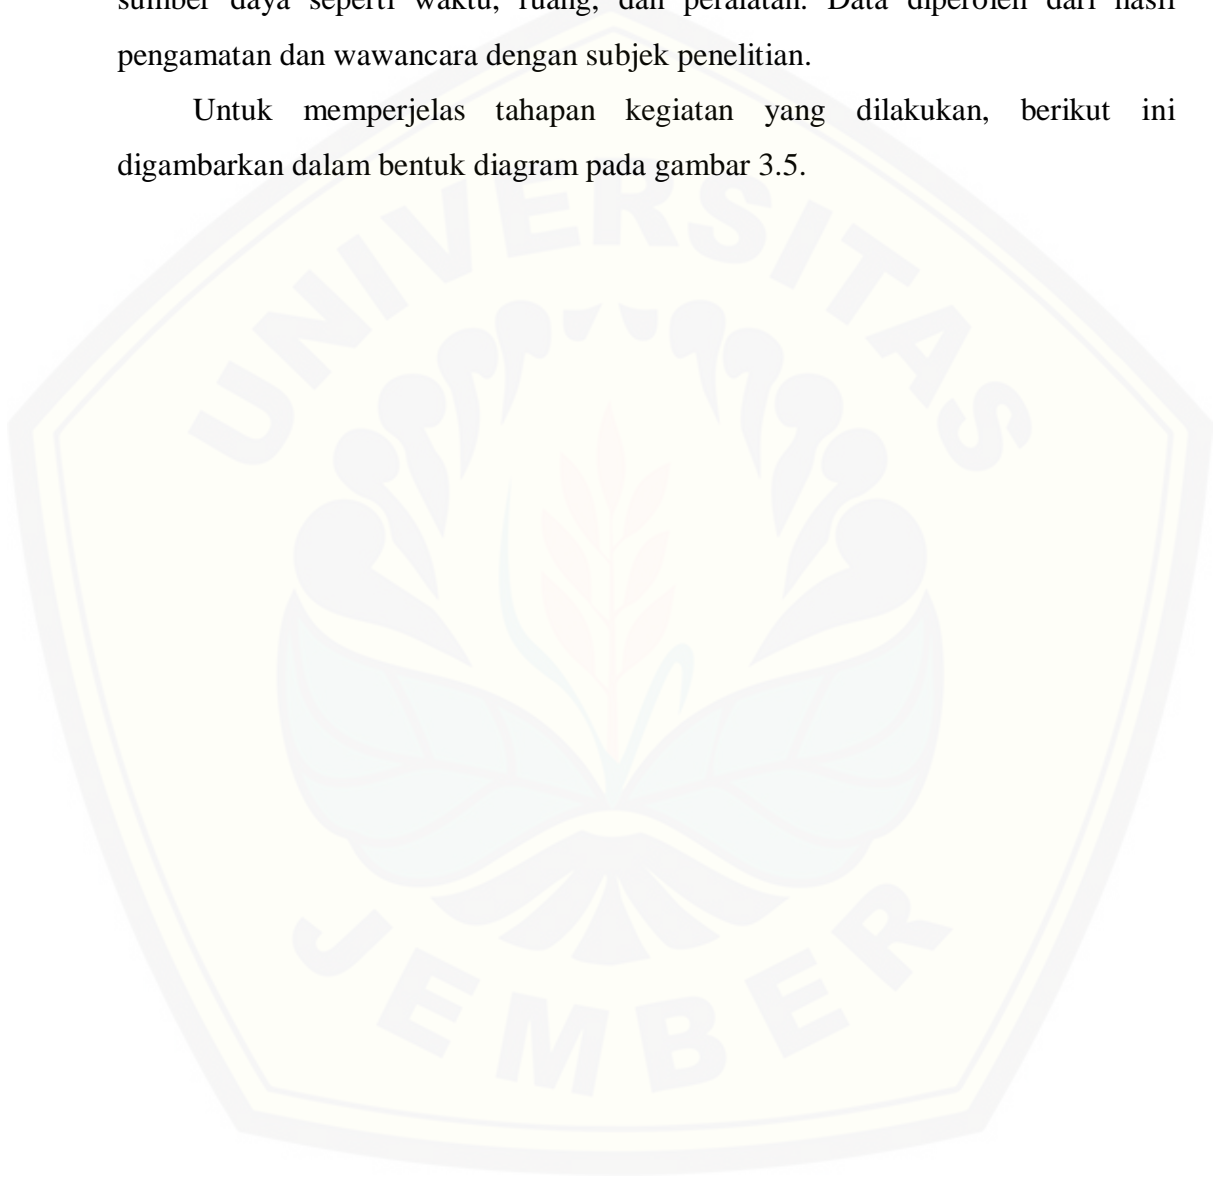 sumber daya seperti waktu, ruang, dan peralatan. Data diperoleh dari hasil
pengamatan dan wawancara dengan subjek penelitian.
Untuk memperjelas tahapan kegiatan yang dilakukan, berikut ini
digambarkan dalam bentuk diagram pada gambar 3.5.
UNIVERSITAS
JEMBER